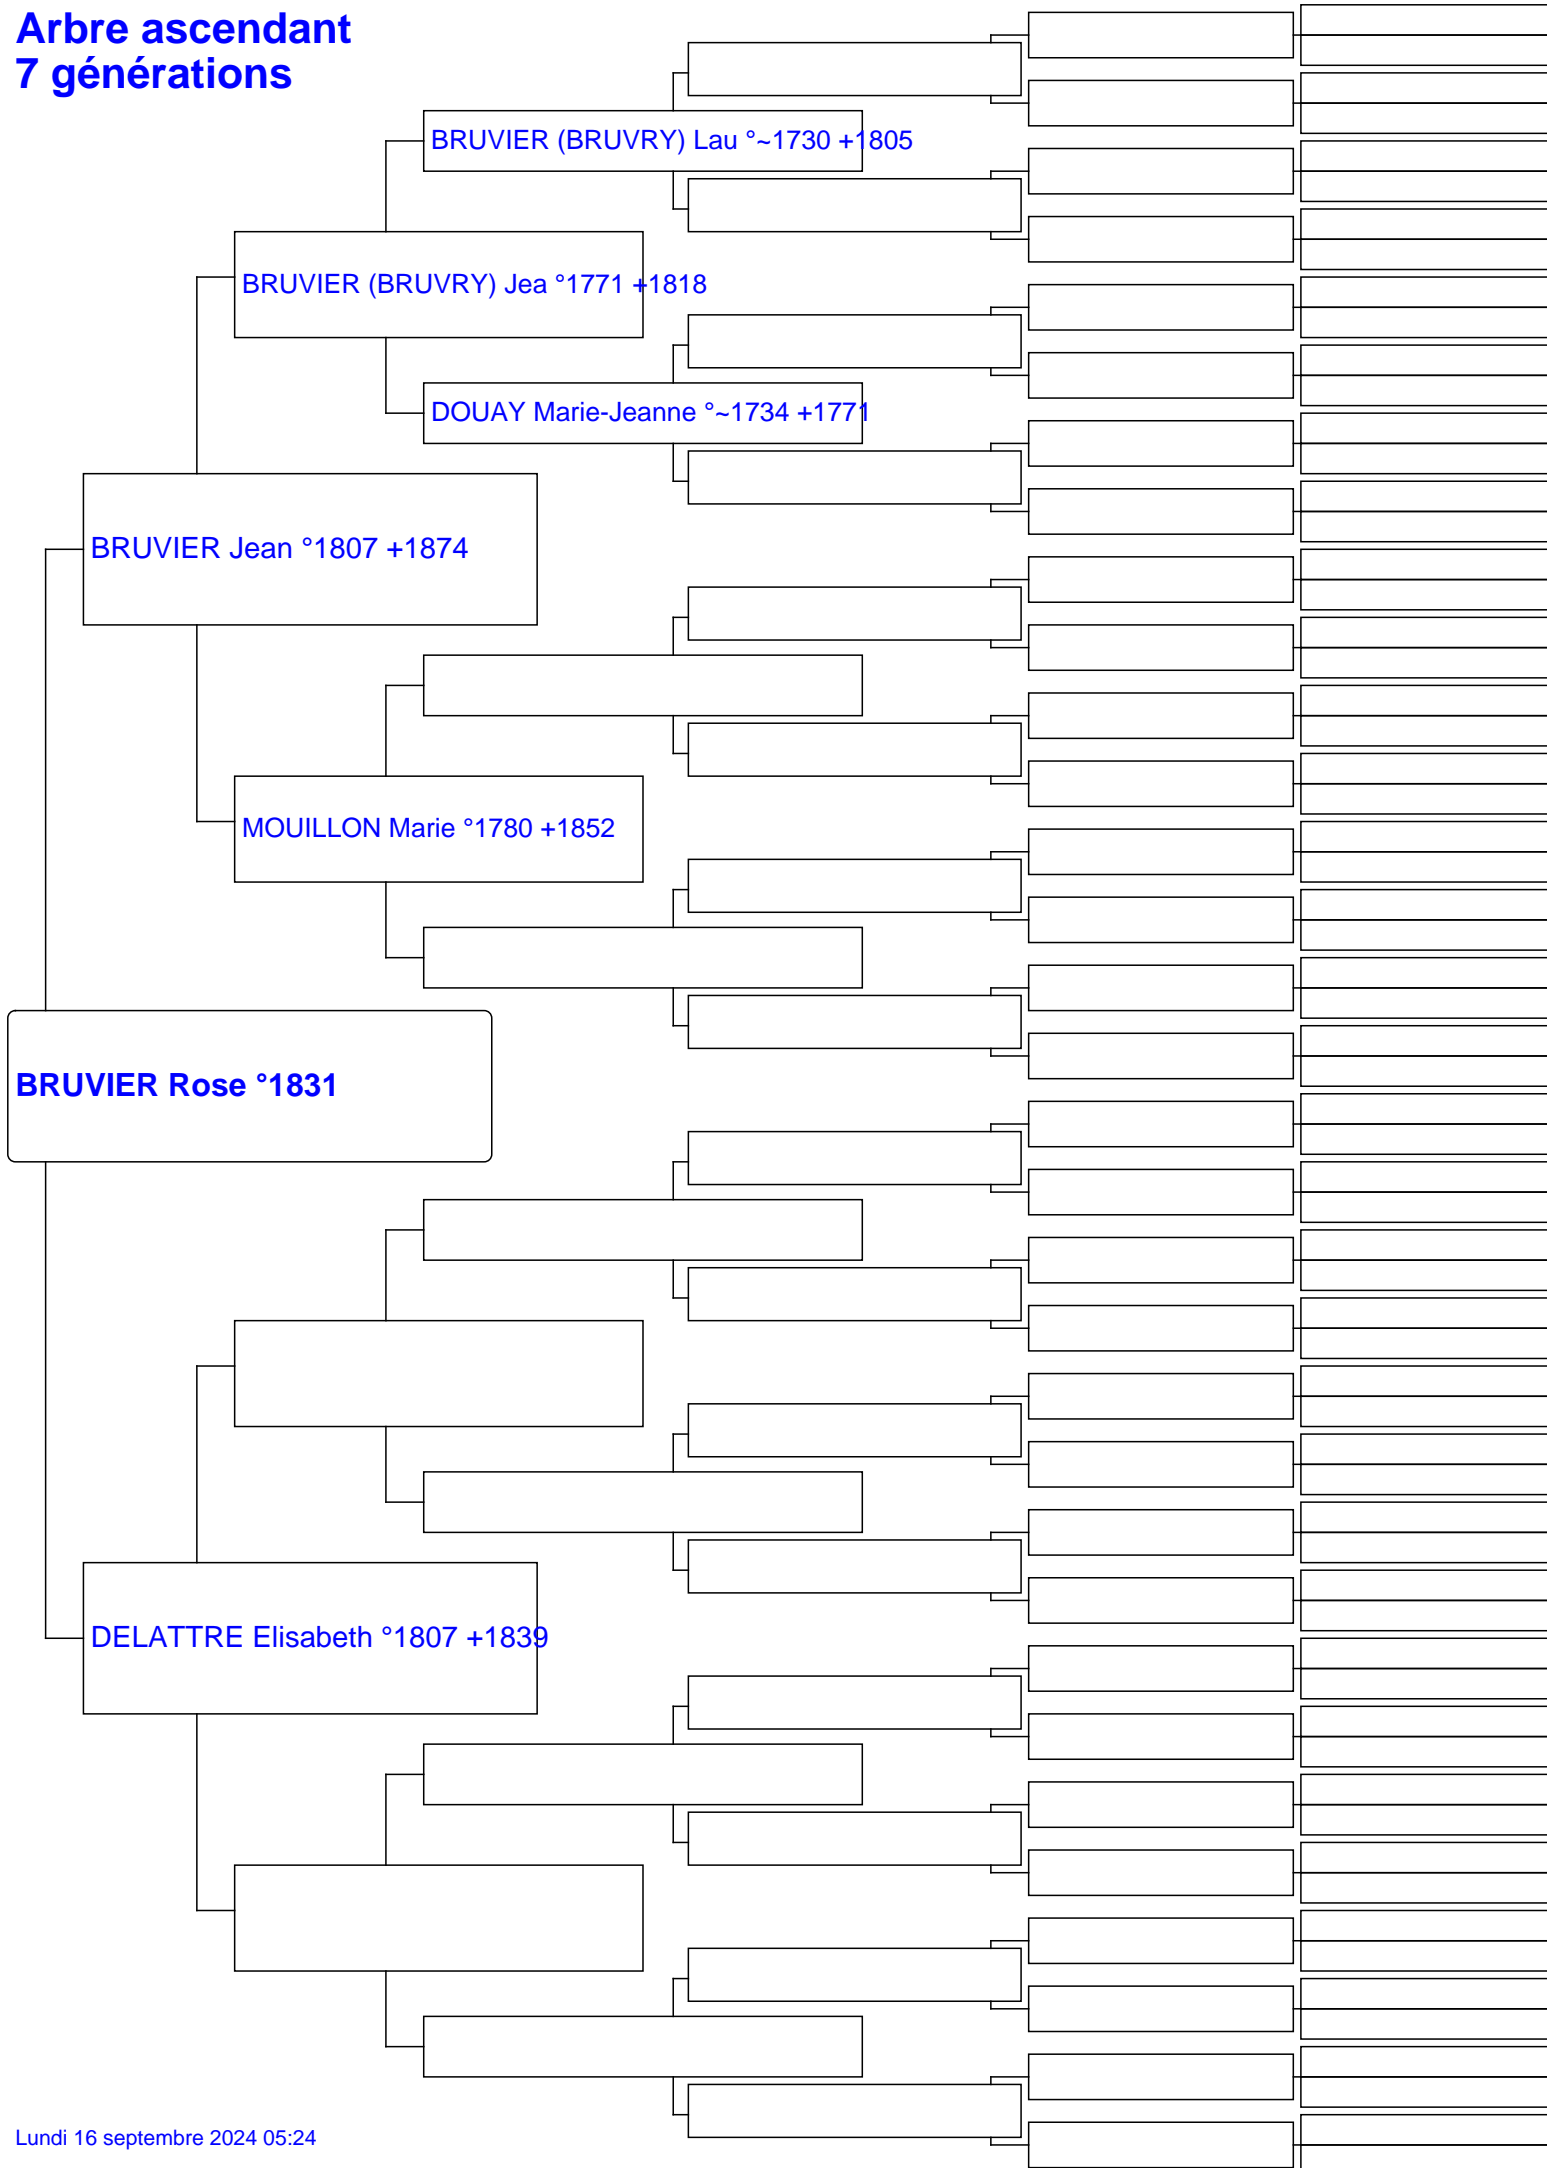 Arbre ascendant
7 générations
BRUVIER (BRUVRY) Lau °~1730 +1805
BRUVIER (BRUVRY) Jea °1771 +1818
DOUAY Marie-Jeanne °~1734 +1771
BRUVIER Jean °1807 +1874
MOUILLON Marie °1780 +1852
BRUVIER Rose °1831
DELATTRE Elisabeth °1807 +1839
Lundi 16 septembre 2024 05:24